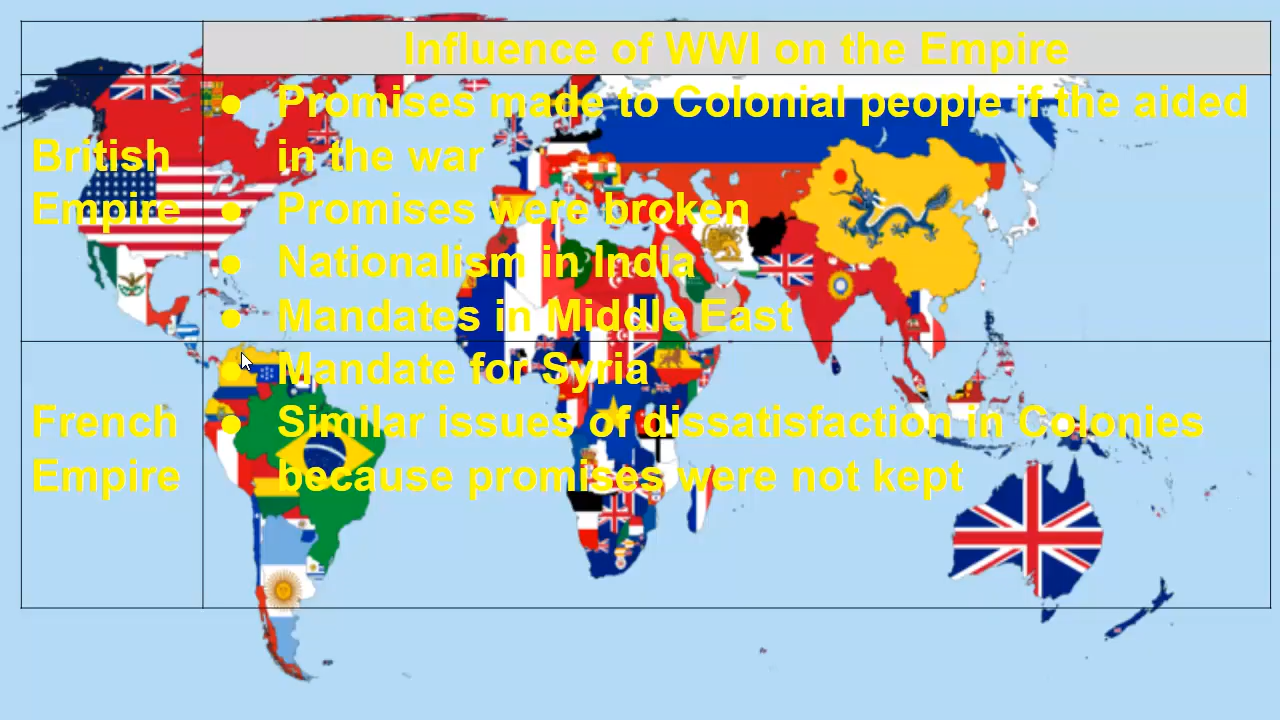 Influence of WWI on the Empire
British
Empire
● Promises made to Colonial people if the aided
in the war
● Promises were broken
● Nationalism in India
● Mandates in Middle East
French
Empire
● Mandate for Syria
● Similar issues of dissatisfaction in Colonies
because promises were not kept